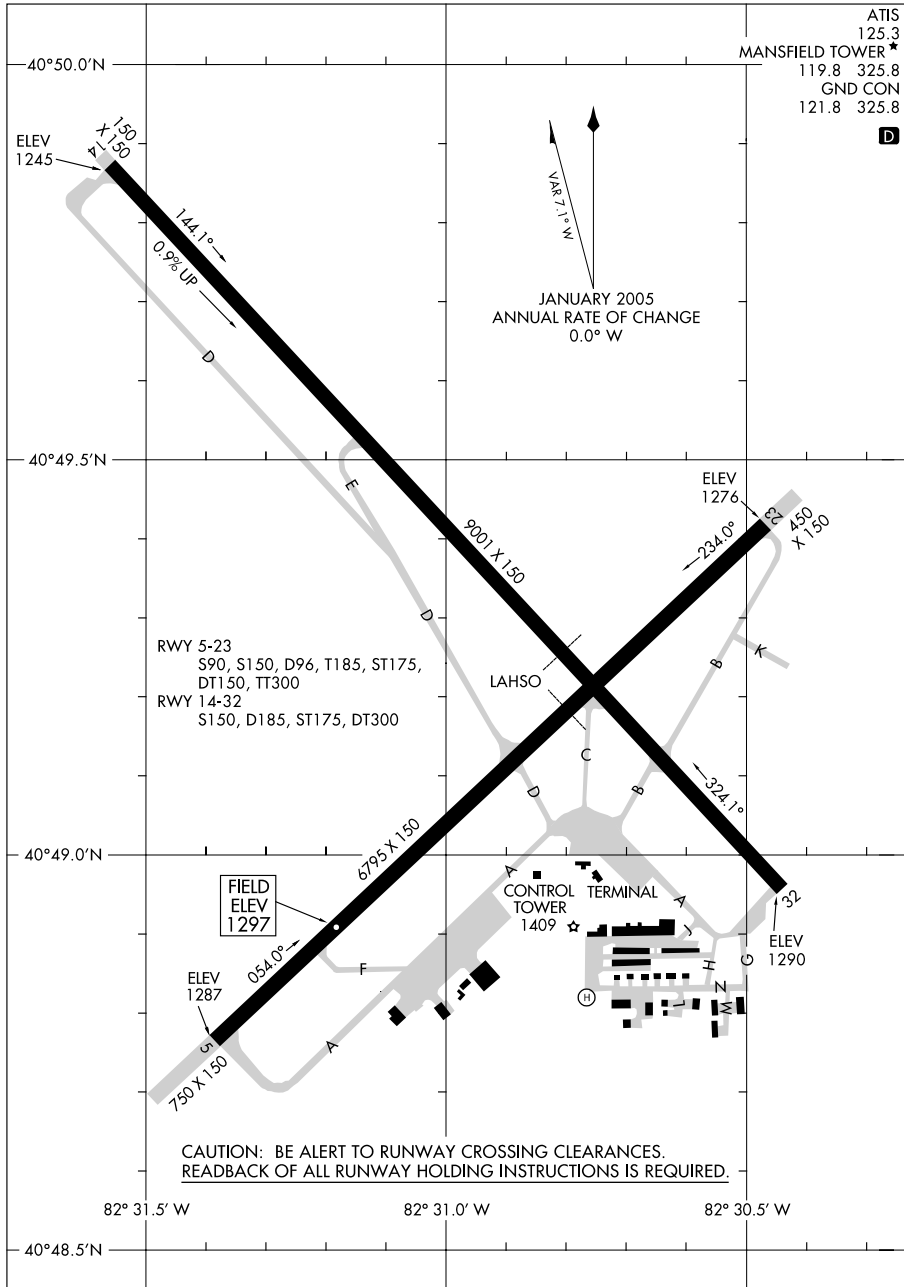 ATIS
125.3
MANSFIELD TOWER ★
119.8 325.8
GND CON
121.8 325.8
D
40°50.0'N
150
X 150
14
ELEV
1245
144.1°
0.9% UP
VAR 7.1° W
JANUARY 2005
ANNUAL RATE OF CHANGE
0.0° W
D
40°49.5'N
E
9001 X 150
ELEV
1276
23
450
X 150
234.0°
D
RWY 5-23
S90, S150, D96, T185, ST175,
DT150, TT300
RWY 14-32
S150, D185, ST175, DT300
LAHSO
B
K
C
D
B
324.1°
40°49.0'N
6795 X 150
A
CONTROL
TOWER
1409
TERMINAL
32
FIELD
ELEV
1297
A
J
ELEV
1290
054.0°
F
H
G
ELEV
1287
H
L
N
M
5
A
750 X 150
CAUTION: BE ALERT TO RUNWAY CROSSING CLEARANCES.
READBACK OF ALL RUNWAY HOLDING INSTRUCTIONS IS REQUIRED.
82° 31.5' W
82° 31.0' W
82° 30.5' W
40°48.5'N